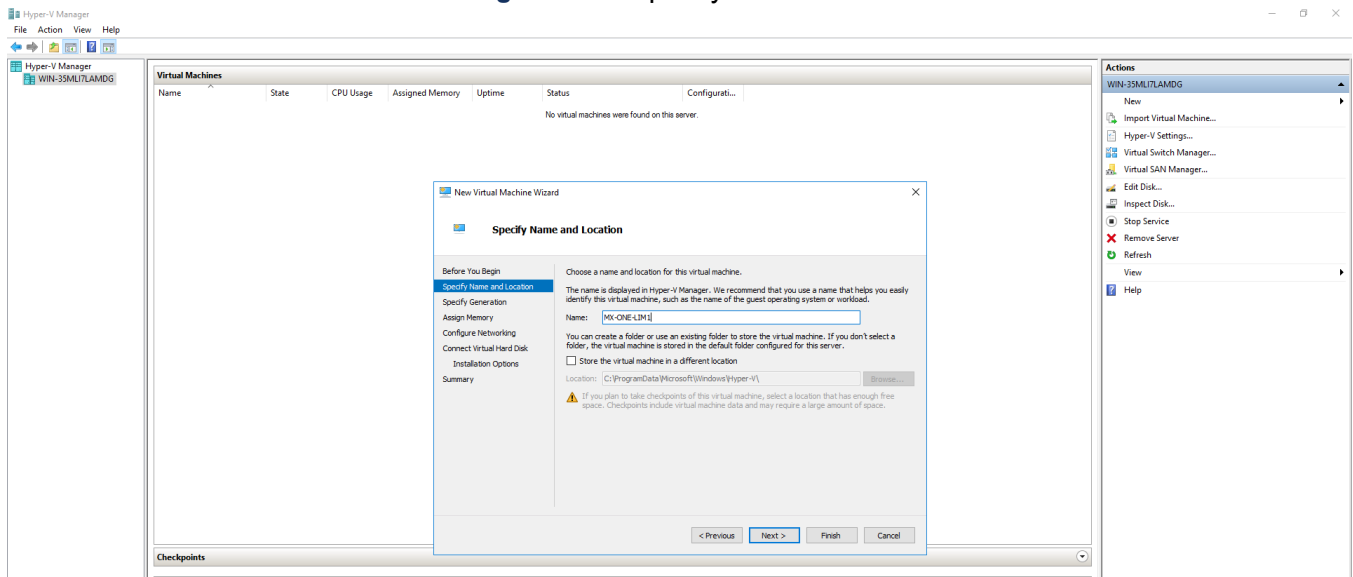 Hyper-V Manager
File Action View Help
Hyper-V Manager
WIN-35MLI7LAMDG
Virtual Machines
Name State CPU Usage Assigned Memory Uptime Status Configurati...
No virtual machines were found on this server.
New Virtual Machine Wizard
Specify Name and Location
Before You Begin
Specify Name and Location
Specify Generation
Assign Memory
Configure Networking
Connect Virtual Hard Disk
Installation Options
Summary
Choose a name and location for this virtual machine.
The name is displayed in Hyper-V Manager. We recommend that you use a name that helps you easily
identify this virtual machine, such as the name of the guest operating system or workload.
Name: MX-ONE-LIM1
You can create a folder or use an existing folder to store the virtual machine. If you don't select a
folder, the virtual machine is stored in the default folder configured for this server.
Store the virtual machine in a different location
Location: C:\ProgramData\Microsoft\Windows\Hyper-V\ Browse...
If you plan to take checkpoints of this virtual machine, select a location that has enough free
space. Checkpoints include virtual machine data and may require a large amount of space.
< Previous Next > Finish Cancel
Checkpoints
Actions
WIN-35MLI7LAMDG
New
Import Virtual Machine...
Hyper-V Settings...
Virtual Switch Manager...
Virtual SAN Manager...
Edit Disk...
Inspect Disk...
Stop Service
Remove Server
Refresh
View
Help